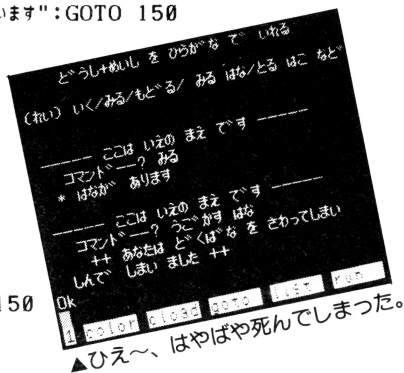 います":GOTO 150
どうし+めいし を ひらがな で いれる
(れい) いく/みる/もどる/ みる はな/とる はこ など
------ ここは いえの まえ です ------
コマンド ーー? みる
* はなが あります
------ ここは いえの まえ です ------
コマンド ーー? うごかす はな
++ あなたは どくばな を さわってしまい
しんで しまい ました ++
150
Ok
1 color cload goto list run
▲ひえ〜、はやばや死んでしまった。